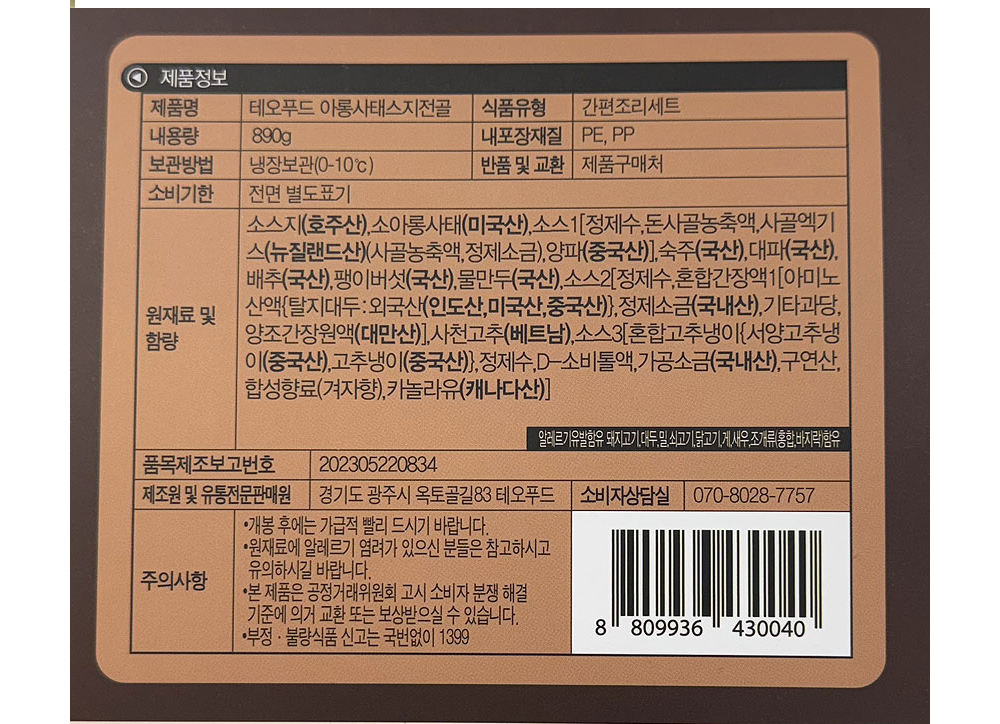 제품정보
제품명 테오푸드 아롱사태스지전골 식품유형 간편조리세트
내용량 890g 내포장재질 PE, PP
보관방법 냉장보관(0-10℃) 반품 및 교환 제품구매처
소비기한 전면 별도표기
원재료 및 함량
소스지(호주산),소아롱사태(미국산),소스1[정제수,돈사골농축액,사골엑기
스(뉴질랜드산)(사골농축액,정제소금),양파(중국산)],숙주(국산),대파(국산),
배추(국산),팽이버섯(국산),물만두(국산),소스2[정제수,혼합간장액1[아미노
산액{탈지대두:외국산(인도산,미국산,중국산)},정제소금(국내산),기타과당,
양조간장원액(대만산)],사천고추(베트남),소스3[혼합고추냉이{서양고추냉
이(중국산),고추냉이(중국산)},정제수,D-소비톨액,가공소금(국내산),구연산,
합성향료(겨자향),카놀라유(캐나다산)]
알레르기유발함유 돼지고기,대두,밀,쇠고기,닭고기,게,새우,조개류(홍합,바지락)함유
품목제조보고번호 202305220834
제조원 및 유통전문판매원 경기도 광주시 옥토골길83 테오푸드 소비자상담실 070-8028-7757
주의사항
•개봉 후에는 가급적 빨리 드시기 바랍니다.
•원재료에 알레르기 염려가 있으신 분들은 참고하시고
유의하시길 바랍니다.
•본 제품은 공정거래위원회 고시 소비자 분쟁 해결
기준에 의거 교환 또는 보상받으실 수 있습니다.
•부정·불량식품 신고는 국번없이 1399
8 809936 430040